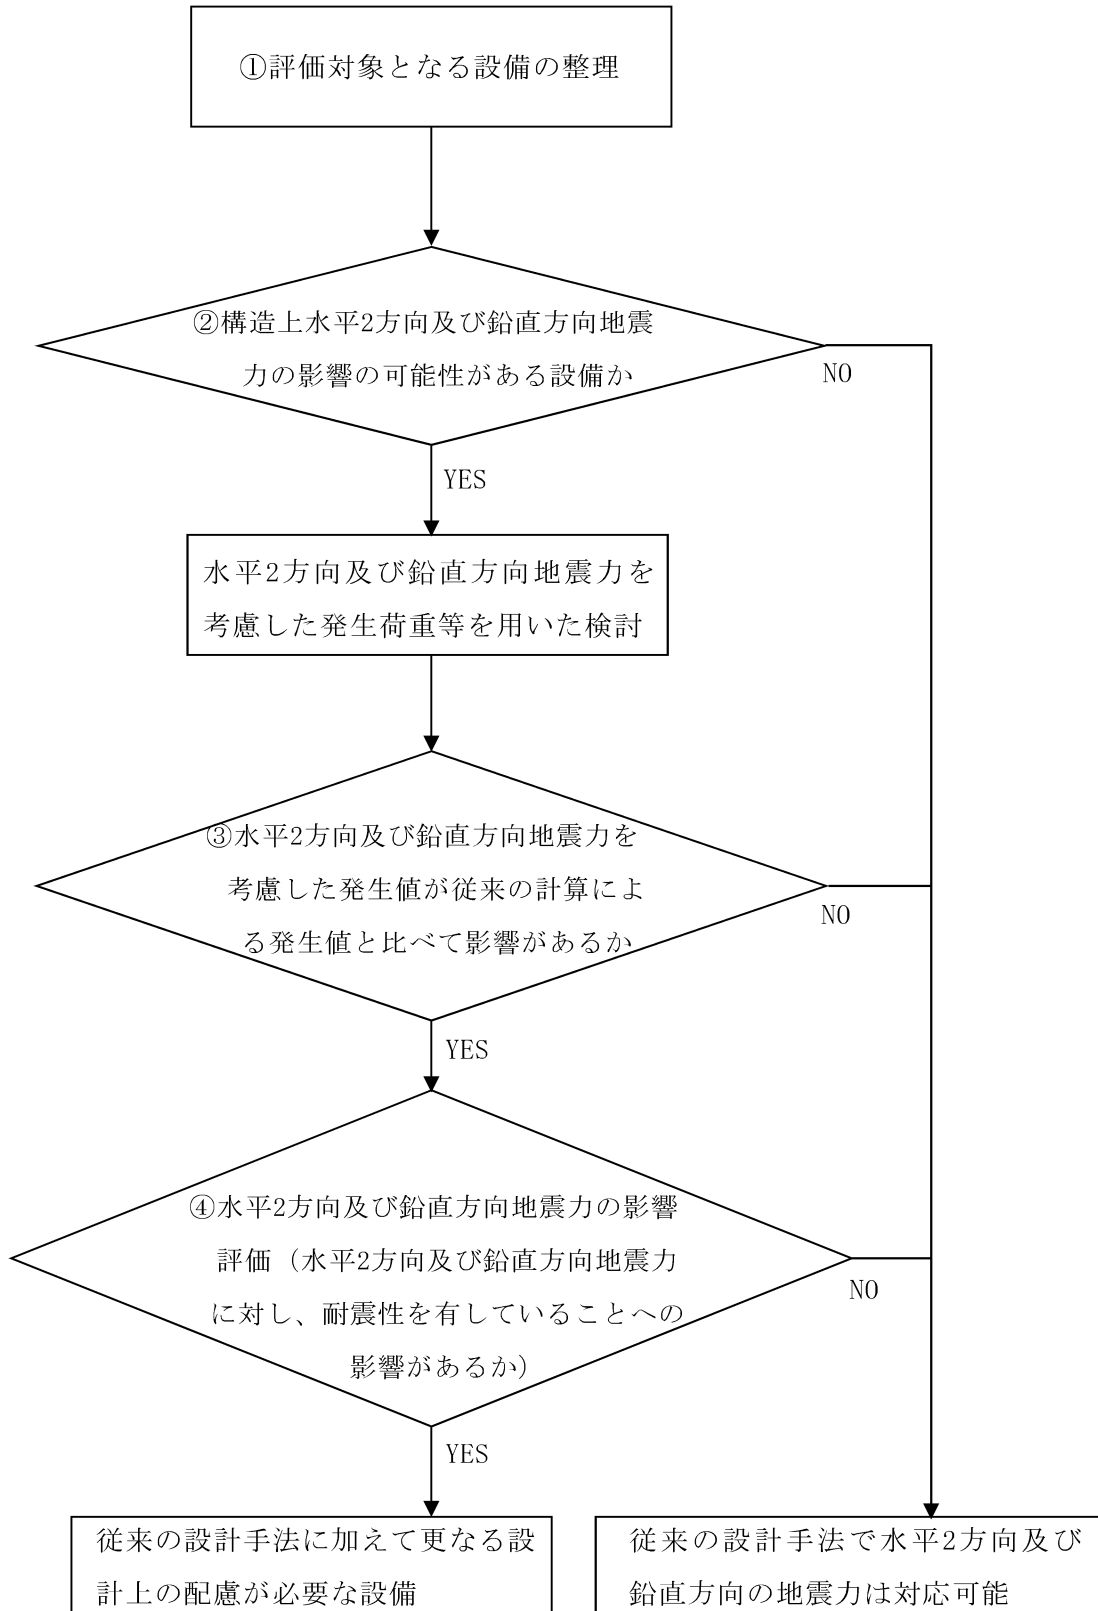 ①評価対象となる設備の整理
②構造上水平2方向及び鉛直方向地震
力の影響の可能性がある設備か
NO
YES
水平2方向及び鉛直方向地震力を
考慮した発生荷重等を用いた検討
③水平2方向及び鉛直方向地震力を
考慮した発生値が従来の計算によ
る発生値と比べて影響があるか
NO
YES
④水平2方向及び鉛直方向地震力の影響
評価（水平2方向及び鉛直方向地震力
に対し、耐震性を有していることへの
影響があるか）
NO
YES
従来の設計手法に加えて更なる設
計上の配慮が必要な設備
従来の設計手法で水平2方向及び
鉛直方向の地震力は対応可能